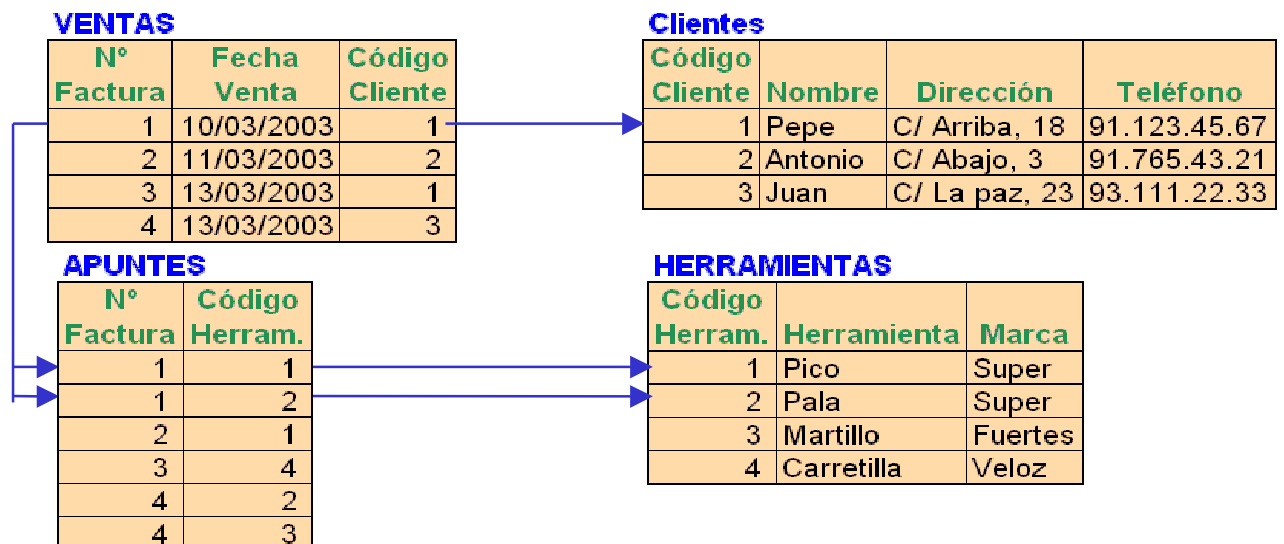 VENTAS
Nº Factura Fecha Venta Código Cliente
1 10/03/2003 1
2 11/03/2003 2
3 13/03/2003 1
4 13/03/2003 3
Clientes
Código Cliente Nombre Dirección Teléfono
1 Pepe C/ Arriba, 18 91.123.45.67
2 Antonio C/ Abajo, 3 91.765.43.21
3 Juan C/ La paz, 23 93.111.22.33
APUNTES
Nº Factura Código Herram.
1 1
1 2
2 1
3 4
4 2
4 3
HERRAMIENTAS
Código Herram. Herramienta Marca
1 Pico Super
2 Pala Super
3 Martillo Fuertes
4 Carretilla Veloz